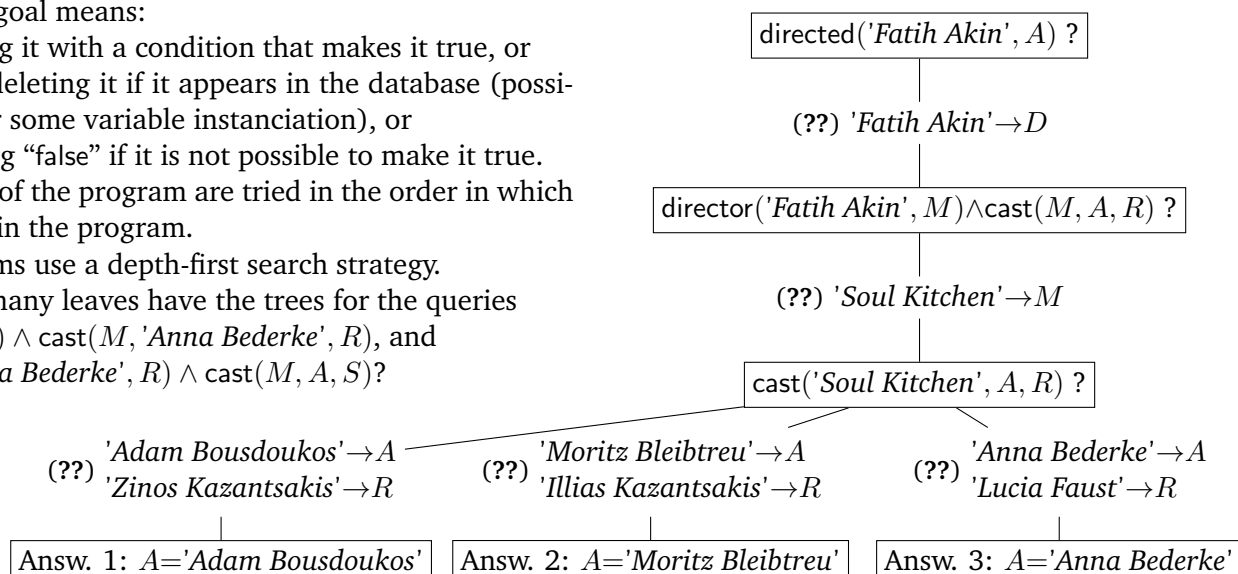 goal means:
g it with a condition that makes it true, or
deleting it if it appears in the database (possi-
r some variable instanciation), or
g “false” if it is not possible to make it true.
of the program are tried in the order in which
in the program.
ms use a depth-first search strategy.
many leaves have the trees for the queries
) ∧ cast(M, 'Anna Bederke', R), and
a Bederke', R) ∧ cast(M, A, S)?
directed('Fatih Akin', A) ?
(??) 'Fatih Akin'→D
director('Fatih Akin', M)∧cast(M, A, R) ?
(??) 'Soul Kitchen'→M
cast('Soul Kitchen', A, R) ?
(??) 'Adam Bousdoukos'→A
'Zinos Kazantsakis'→R
(??) 'Moritz Bleibtreu'→A
'Illias Kazantsakis'→R
(??) 'Anna Bederke'→A
'Lucia Faust'→R
Answ. 1: A='Adam Bousdoukos'
Answ. 2: A='Moritz Bleibtreu'
Answ. 3: A='Anna Bederke'